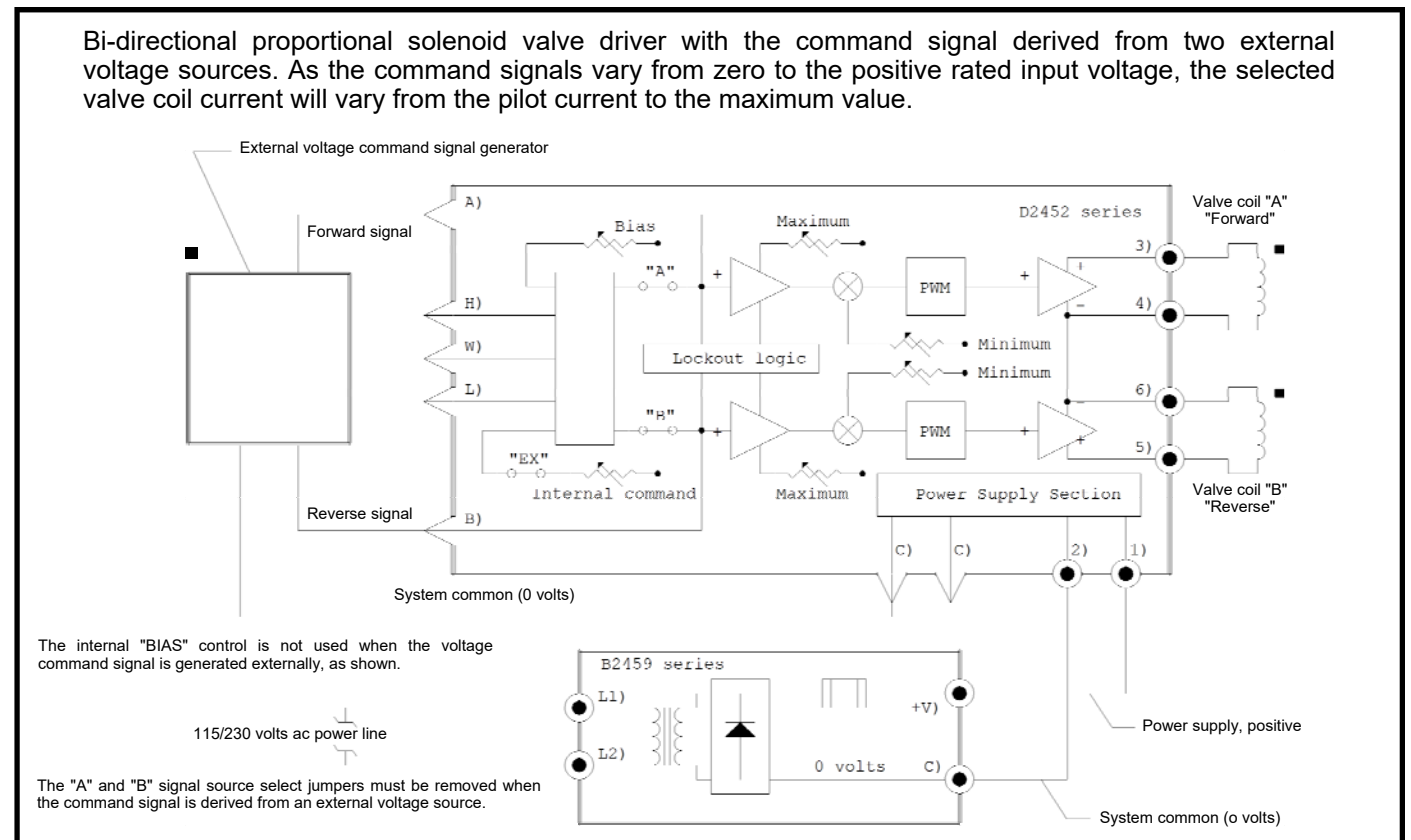 Bi-directional proportional solenoid valve driver with the command signal derived from two external
voltage sources. As the command signals vary from zero to the positive rated input voltage, the selected
valve coil current will vary from the pilot current to the maximum value.
External voltage command signal generator
A)
D2452 series
Valve coil "A"
"Forward"
Forward signal
Bias
Maximum
3)
"A"
+
+
+
PWM
−
4)
H)
Minimum
W)
Lockout logic
Minimum
L)
6)
"B"
+
PWM
+
−
+
5)
"EX"
Internal command
Maximum
Power Supply Section
Valve coil "B"
"Reverse"
Reverse signal
B)
C)
C)
2)
1)
System common (0 volts)
The internal "BIAS" control is not used when the voltage
command signal is generated externally, as shown.
B2459 series
L1)
+V)
115/230 volts ac power line
Power supply, positive
L2)
0 volts
C)
The "A" and "B" signal source select jumpers must be removed when
the command signal is derived from an external voltage source.
System common (o volts)